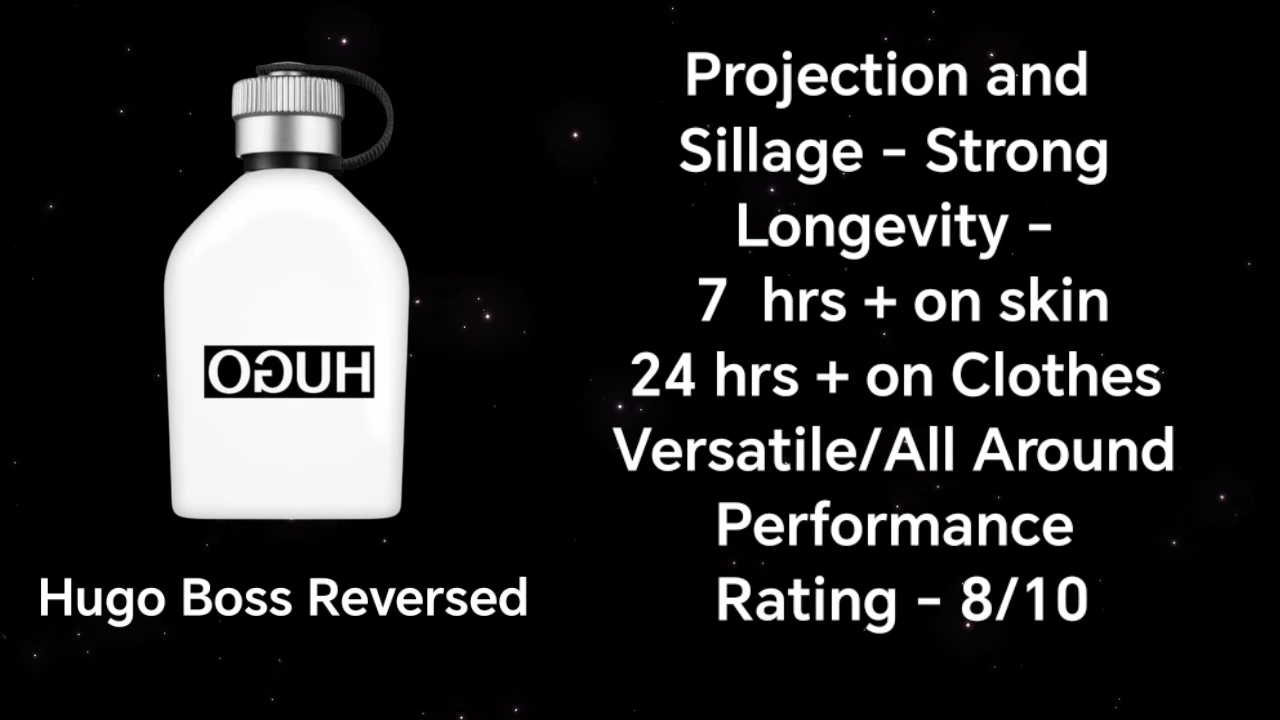 HUGO
Hugo Boss Reversed
Projection and
Sillage - Strong
Longevity -
7 hrs + on skin
24 hrs + on Clothes
Versatile/All Around
Performance
Rating - 8/10